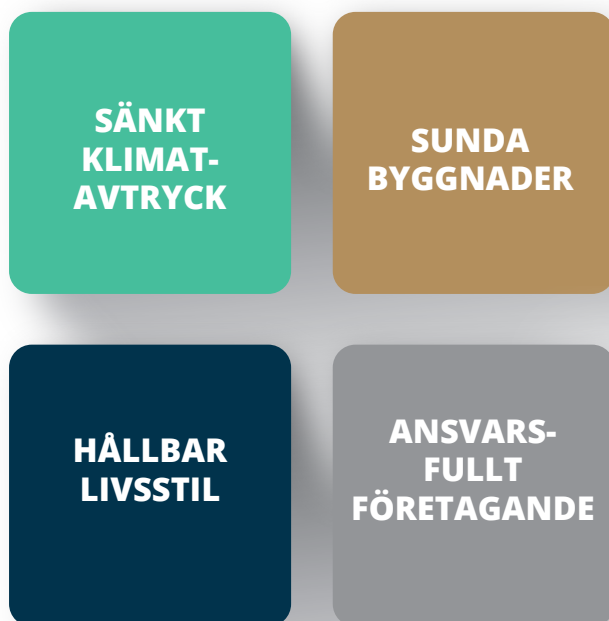 SÄNKT
KLIMAT-
AVTRYCK
SUNDA
BYGGNADER
HÅLLBAR
LIVSSTIL
ANSVARS-
FULLT
FÖRETAGANDE